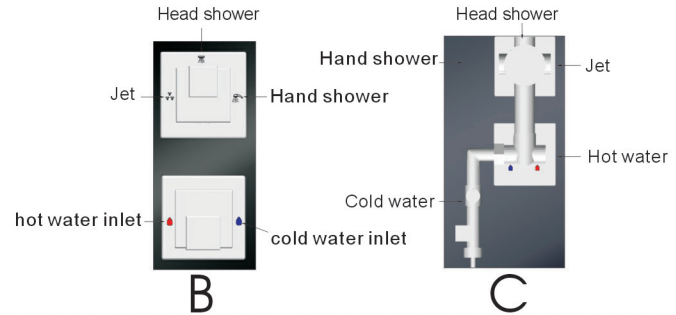 Head shower
Jet
Hand shower
hot water inlet
cold water inlet
B
Head shower
Hand shower
Jet
Hot water
Cold water
C